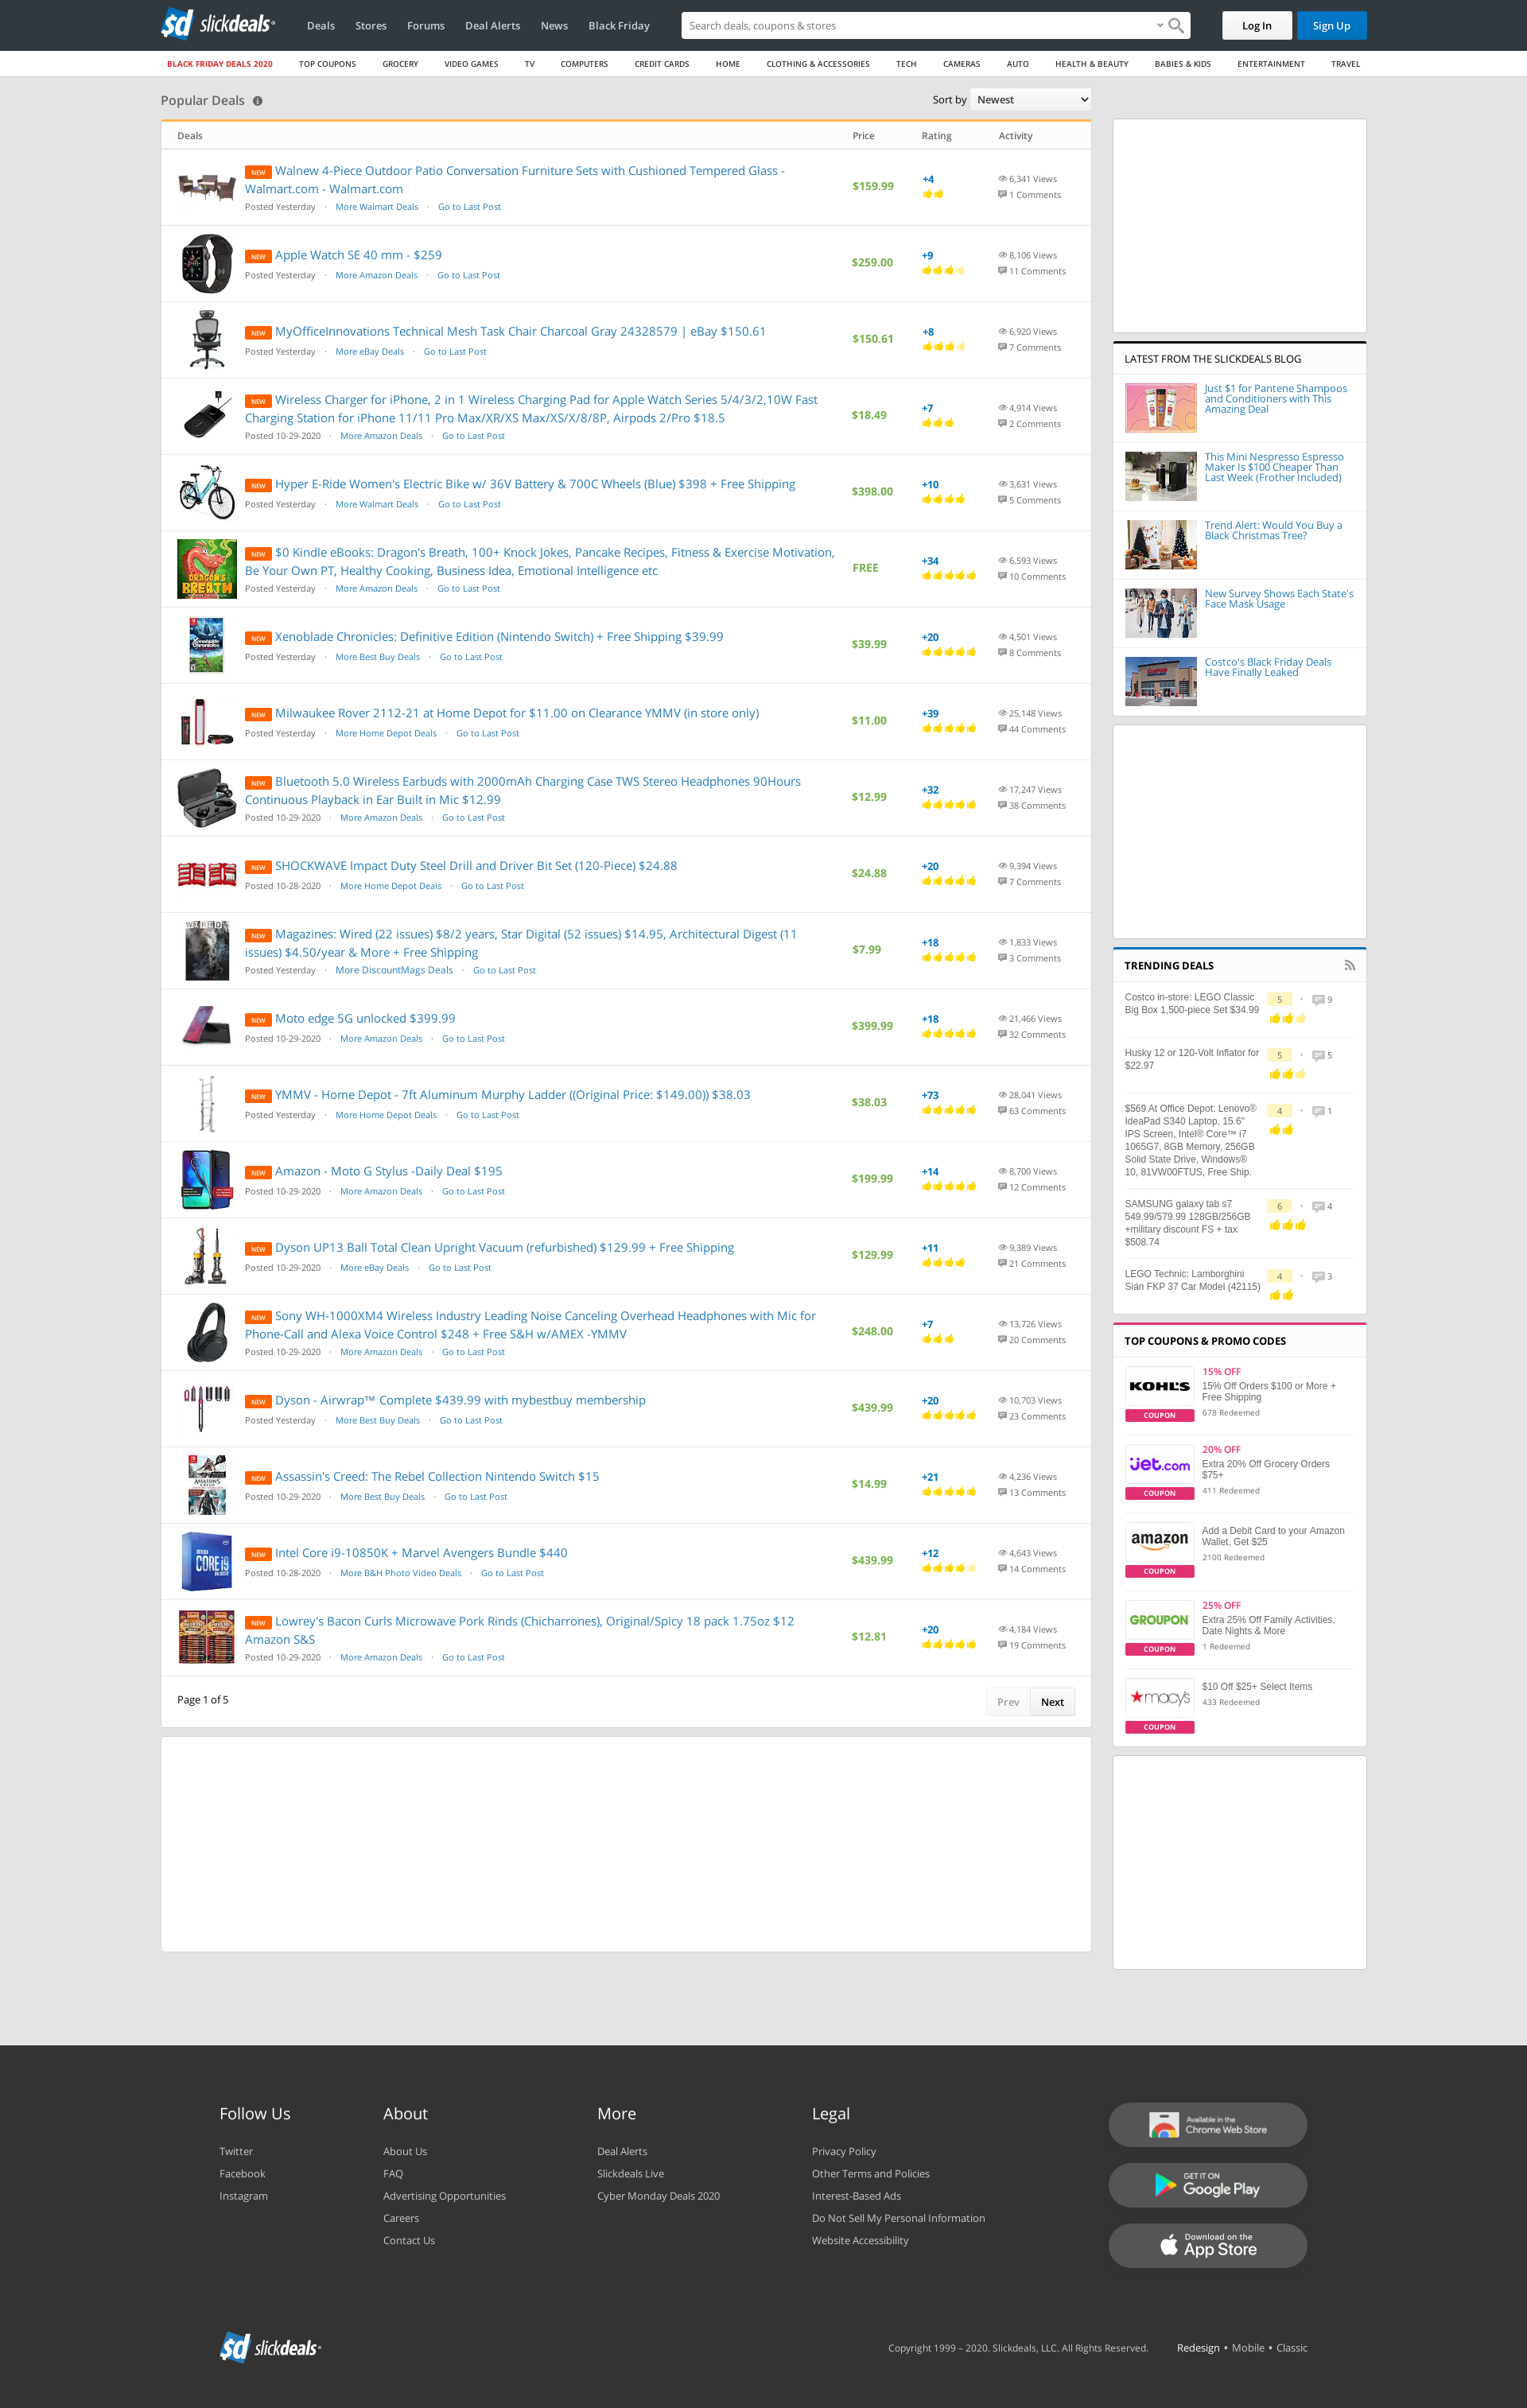 sd slickdeals
Deals Stores Forums Deal Alerts News Black Friday
Search deals, coupons & stores
Log In Sign Up
BLACK FRIDAY DEALS 2020 TOP COUPONS GROCERY VIDEO GAMES TV COMPUTERS CREDIT CARDS HOME CLOTHING & ACCESSORIES TECH CAMERAS AUTO HEALTH & BEAUTY BABIES & KIDS ENTERTAINMENT TRAVEL
Popular Deals
Sort by Newest
Deals Price Rating Activity
NEW Walnew 4-Piece Outdoor Patio Conversation Furniture Sets with Cushioned Tempered Glass -
Walmart.com - Walmart.com
Posted Yesterday · More Walmart Deals · Go to Last Post
$159.99
+4
6,341 Views
1 Comments
NEW Apple Watch SE 40 mm - $259
Posted Yesterday · More Amazon Deals · Go to Last Post
$259.00
+9
8,106 Views
11 Comments
NEW MyOfficeInnovations Technical Mesh Task Chair Charcoal Gray 24328579 | eBay $150.61
Posted Yesterday · More eBay Deals · Go to Last Post
$150.61
+8
6,920 Views
7 Comments
NEW Wireless Charger for iPhone, 2 in 1 Wireless Charging Pad for Apple Watch Series 5/4/3/2,10W Fast
Charging Station for iPhone 11/11 Pro Max/XR/XS Max/XS/X/8/8P, Airpods 2/Pro $18.5
Posted 10-29-2020 · More Amazon Deals · Go to Last Post
$18.49
+7
4,914 Views
2 Comments
NEW Hyper E-Ride Women's Electric Bike w/ 36V Battery & 700C Wheels (Blue) $398 + Free Shipping
Posted Yesterday · More Walmart Deals · Go to Last Post
$398.00
+10
3,631 Views
5 Comments
DRAGON'S
BREATH
NEW $0 Kindle eBooks: Dragon's Breath, 100+ Knock Jokes, Pancake Recipes, Fitness & Exercise Motivation,
Be Your Own PT, Healthy Cooking, Business Idea, Emotional Intelligence etc
Posted Yesterday · More Amazon Deals · Go to Last Post
FREE
+34
6,593 Views
10 Comments
NEW Xenoblade Chronicles: Definitive Edition (Nintendo Switch) + Free Shipping $39.99
Posted Yesterday · More Best Buy Deals · Go to Last Post
$39.99
+20
4,501 Views
8 Comments
NEW Milwaukee Rover 2112-21 at Home Depot for $11.00 on Clearance YMMV (in store only)
Posted Yesterday · More Home Depot Deals · Go to Last Post
$11.00
+39
25,148 Views
44 Comments
NEW Bluetooth 5.0 Wireless Earbuds with 2000mAh Charging Case TWS Stereo Headphones 90Hours
Continuous Playback in Ear Built in Mic $12.99
Posted 10-29-2020 · More Amazon Deals · Go to Last Post
$12.99
+32
17,247 Views
38 Comments
NEW SHOCKWAVE Impact Duty Steel Drill and Driver Bit Set (120-Piece) $24.88
Posted 10-28-2020 · More Home Depot Deals · Go to Last Post
$24.88
+20
9,394 Views
7 Comments
WIRED
NEW Magazines: Wired (22 issues) $8/2 years, Star Digital (52 issues) $14.95, Architectural Digest (11
issues) $4.50/year & More + Free Shipping
Posted Yesterday · More DiscountMags Deals · Go to Last Post
$7.99
+18
1,833 Views
3 Comments
NEW Moto edge 5G unlocked $399.99
Posted 10-29-2020 · More Amazon Deals · Go to Last Post
$399.99
+18
21,466 Views
32 Comments
NEW YMMV - Home Depot - 7ft Aluminum Murphy Ladder ((Original Price: $149.00)) $38.03
Posted Yesterday · More Home Depot Deals · Go to Last Post
$38.03
+73
28,041 Views
63 Comments
NEW Amazon - Moto G Stylus -Daily Deal $195
Posted 10-29-2020 · More Amazon Deals · Go to Last Post
$199.99
+14
8,700 Views
12 Comments
NEW Dyson UP13 Ball Total Clean Upright Vacuum (refurbished) $129.99 + Free Shipping
Posted 10-29-2020 · More eBay Deals · Go to Last Post
$129.99
+11
9,389 Views
21 Comments
NEW Sony WH-1000XM4 Wireless Industry Leading Noise Canceling Overhead Headphones with Mic for
Phone-Call and Alexa Voice Control $248 + Free S&H w/AMEX -YMMV
Posted 10-29-2020 · More Amazon Deals · Go to Last Post
$248.00
+7
13,726 Views
20 Comments
NEW Dyson - Airwrap™ Complete $439.99 with mybestbuy membership
Posted Yesterday · More Best Buy Deals · Go to Last Post
$439.99
+20
10,703 Views
23 Comments
NEW Assassin's Creed: The Rebel Collection Nintendo Switch $15
Posted 10-29-2020 · More Best Buy Deals · Go to Last Post
$14.99
+21
4,236 Views
13 Comments
CORE i9
NEW Intel Core i9-10850K + Marvel Avengers Bundle $440
Posted 10-28-2020 · More B&H Photo Video Deals · Go to Last Post
$439.99
+12
4,643 Views
14 Comments
NEW Lowrey's Bacon Curls Microwave Pork Rinds (Chicharrones), Original/Spicy 18 pack 1.75oz $12
Amazon S&S
Posted 10-29-2020 · More Amazon Deals · Go to Last Post
$12.81
+20
4,184 Views
19 Comments
Page 1 of 5
Prev Next
LATEST FROM THE SLICKDEALS BLOG
Just $1 for Pantene Shampoos
and Conditioners with This
Amazing Deal
This Mini Nespresso Espresso
Maker Is $100 Cheaper Than
Last Week (Frother Included)
Trend Alert: Would You Buy a
Black Christmas Tree?
New Survey Shows Each State's
Face Mask Usage
Costco's Black Friday Deals
Have Finally Leaked
TRENDING DEALS
Costco in-store: LEGO Classic
Big Box 1,500-piece Set $34.99
5 • 9
Husky 12 or 120-Volt Inflator for
$22.97
5 • 5
$569 At Office Depot: Lenovo®
IdeaPad S340 Laptop, 15.6"
IPS Screen, Intel® Core™ i7
1065G7, 8GB Memory, 256GB
Solid State Drive, Windows®
10, 81VW00FTUS, Free Ship.
4 • 1
SAMSUNG galaxy tab s7
549.99/579.99 128GB/256GB
+military discount FS + tax
$508.74
6 • 4
LEGO Technic: Lamborghini
Sián FKP 37 Car Model (42115)
4 • 3
TOP COUPONS & PROMO CODES
KOHL'S
COUPON
15% OFF
15% Off Orders $100 or More +
Free Shipping
678 Redeemed
jet.com
COUPON
20% OFF
Extra 20% Off Grocery Orders
$75+
411 Redeemed
amazon
COUPON
Add a Debit Card to your Amazon
Wallet, Get $25
2100 Redeemed
GROUPON
COUPON
25% OFF
Extra 25% Off Family Activities,
Date Nights & More
1 Redeemed
macy's
COUPON
$10 Off $25+ Select Items
433 Redeemed
Follow Us
Twitter
Facebook
Instagram
About
About Us
FAQ
Advertising Opportunities
Careers
Contact Us
More
Deal Alerts
Slickdeals Live
Cyber Monday Deals 2020
Legal
Privacy Policy
Other Terms and Policies
Interest-Based Ads
Do Not Sell My Personal Information
Website Accessibility
Available in the
Chrome Web Store
GET IT ON
Google Play
Download on the
App Store
sd slickdeals
Copyright 1999 – 2020. Slickdeals, LLC. All Rights Reserved.
Redesign • Mobile • Classic